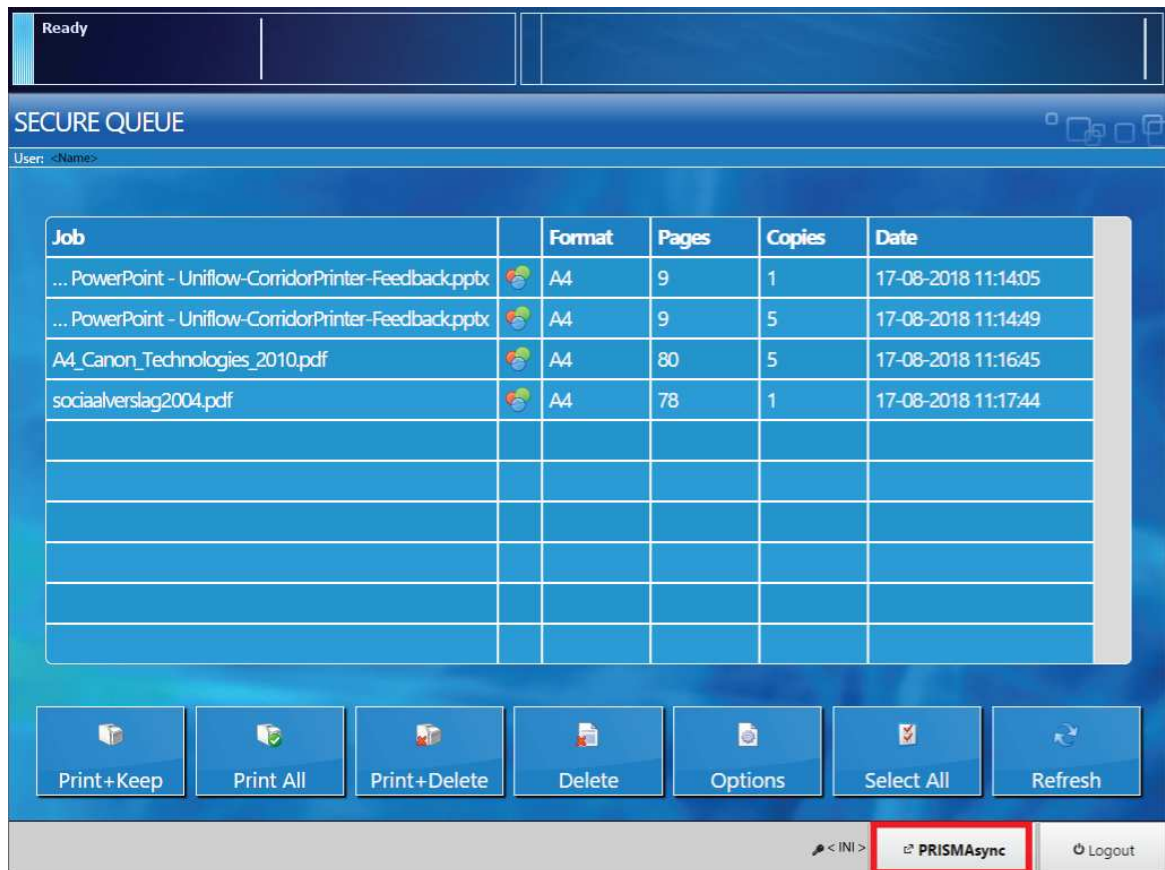 Ready
SECURE QUEUE
User: <Name>
Job Format Pages Copies Date
... PowerPoint - Uniflow-CorridorPrinter-Feedback.pptx A4 9 1 17-08-2018 11:14:05
... PowerPoint - Uniflow-CorridorPrinter-Feedback.pptx A4 9 5 17-08-2018 11:14:49
A4_Canon_Technologies_2010.pdf A4 80 5 17-08-2018 11:16:45
sociaalverslag2004.pdf A4 78 1 17-08-2018 11:17:44
Print+Keep Print All Print+Delete Delete Options Select All Refresh
< INI > PRISMAsync Logout